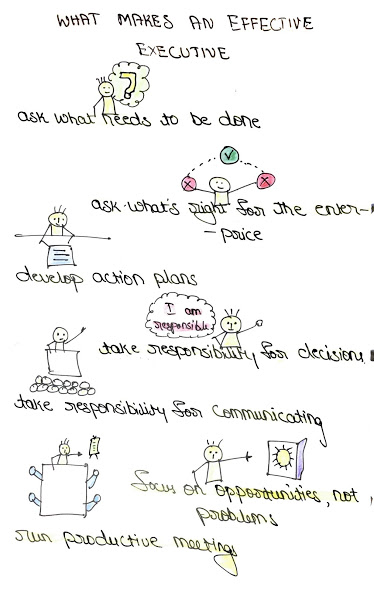 WHAT MAKES AN EFFECTIVE
EXECUTIVE
?
ask what needs to be done
ask what's right for the enter-
-price
develop action plans
I am
responsible
take responsibility for decisions
take responsibility for communicating
focus on opportunities, not
problems
run productive meetings